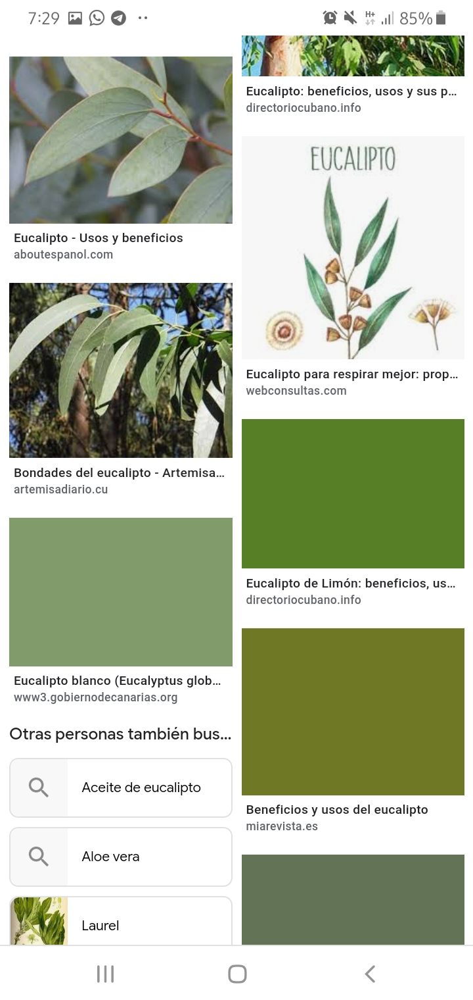 7:29
H+
85%
Eucalipto - Usos y beneficios
aboutespanol.com
Bondades del eucalipto - Artemisa...
artemisadiario.cu
Eucalipto blanco (Eucalyptus glob...
www3.gobiernodecanarias.org
Otras personas también bus...
Aceite de eucalipto
Aloe vera
Laurel
Eucalipto: beneficios, usos y sus p...
directoriocubano.info
EUCALIPTO
Eucalipto para respirar mejor: prop...
webconsultas.com
Eucalipto de Limón: beneficios, us...
directoriocubano.info
Beneficios y usos del eucalipto
miarevista.es